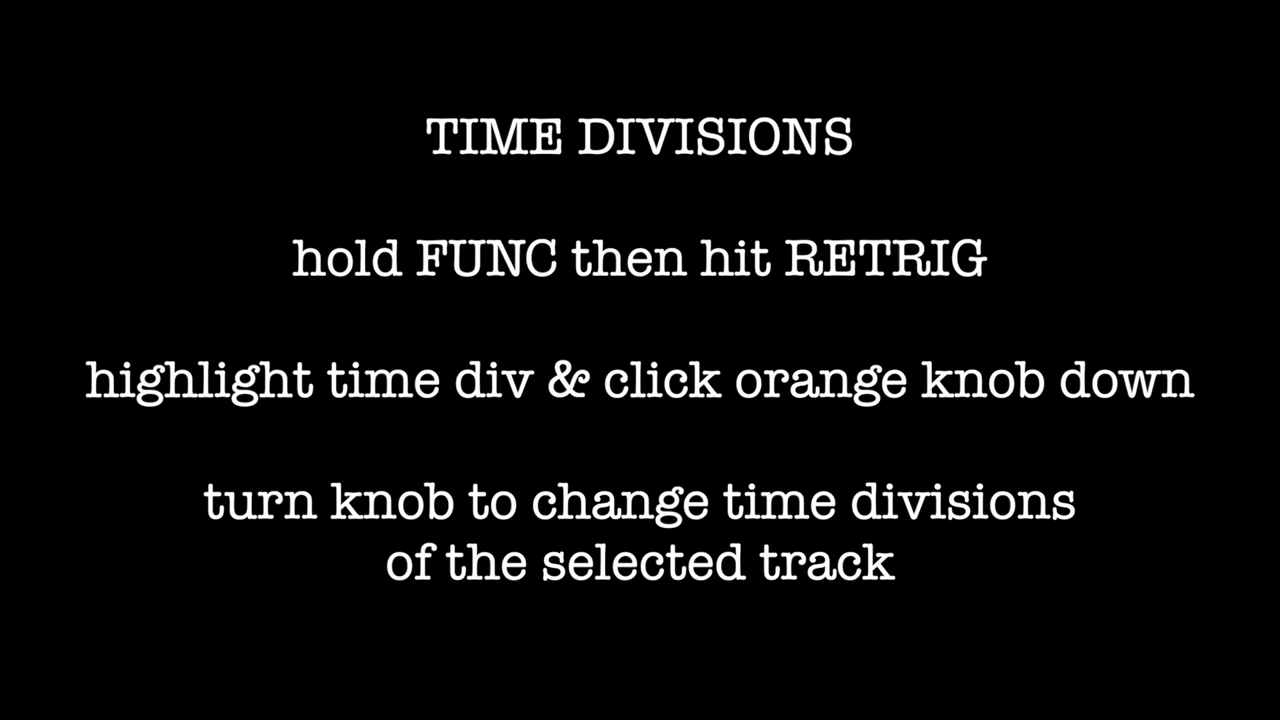 TIME DIVISIONS
hold FUNC then hit RETRIG
highlight time div & click orange knob down
turn knob to change time divisions
of the selected track